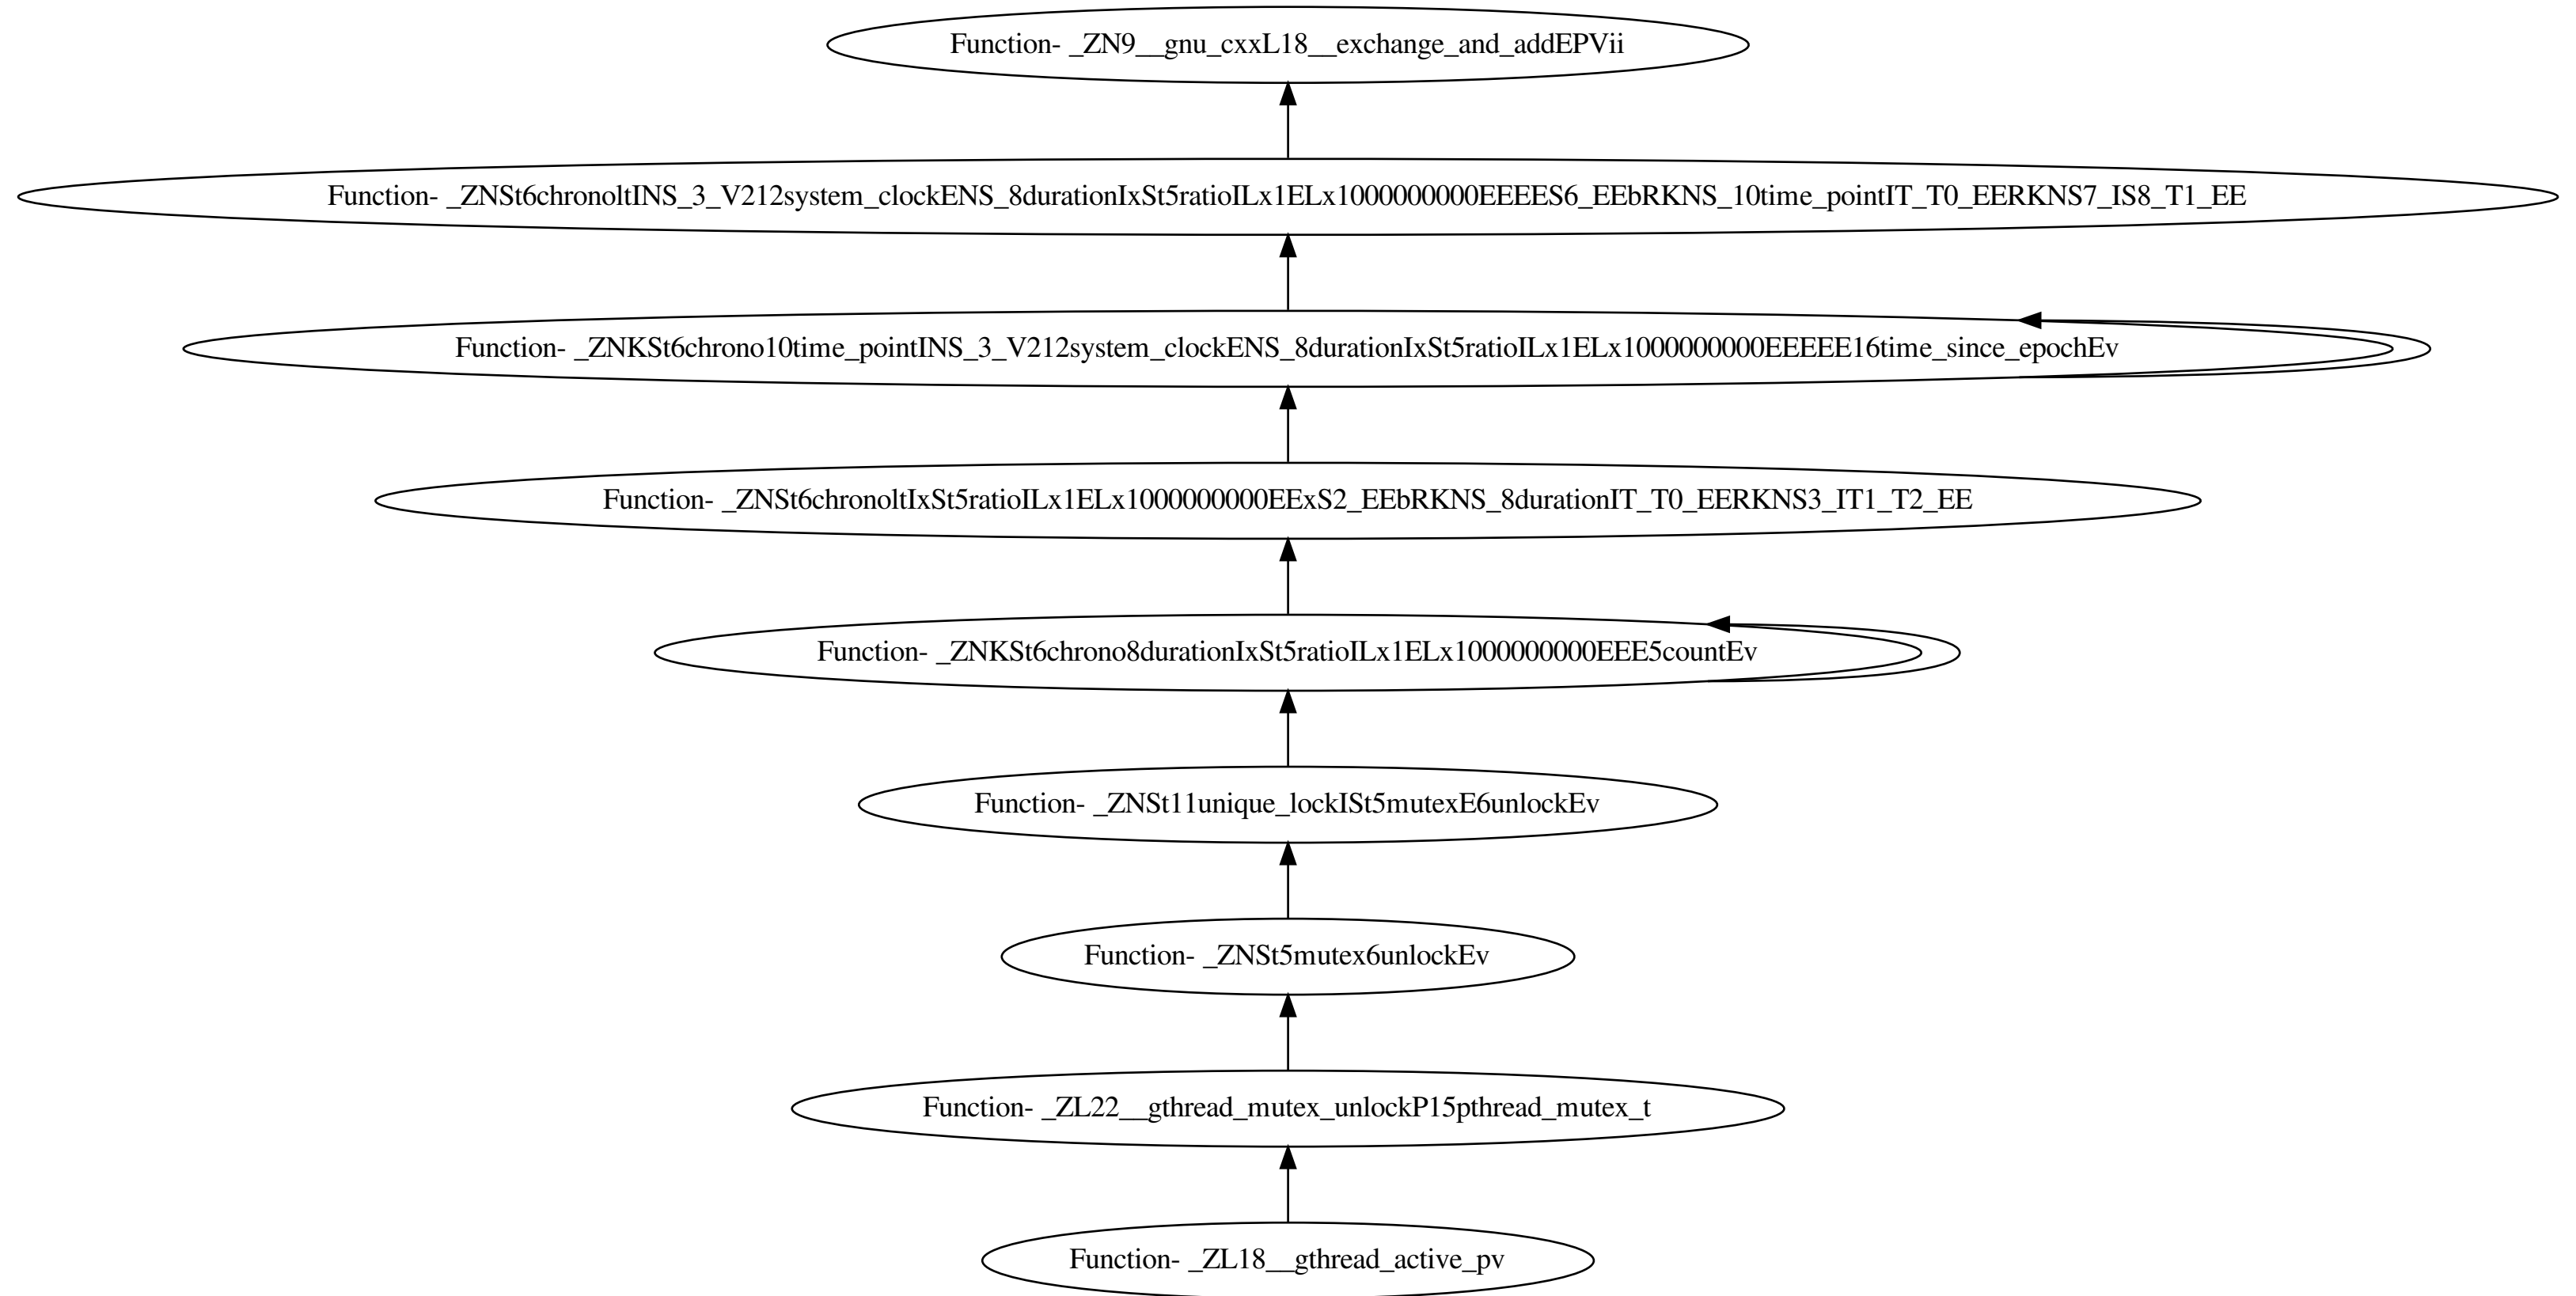 Function- _ZN9__gnu_cxxL18__exchange_and_addEPVii
Function- _ZNSt6chronoltINS_3_V212system_clockENS_8durationIxSt5ratioILx1ELx1000000000EEEES6_EEbRKNS_10time_pointIT_T0_EERKNS7_IS8_T1_EE
Function- _ZNKSt6chrono10time_pointINS_3_V212system_clockENS_8durationIxSt5ratioILx1ELx1000000000EEEEE16time_since_epochEv
Function- _ZNSt6chronoltIxSt5ratioILx1ELx1000000000EExS2_EEbRKNS_8durationIT_T0_EERKNS3_IT1_T2_EE
Function- _ZNKSt6chrono8durationIxSt5ratioILx1ELx1000000000EEE5countEv
Function- _ZNSt11unique_lockISt5mutexE6unlockEv
Function- _ZNSt5mutex6unlockEv
Function- _ZL22__gthread_mutex_unlockP15pthread_mutex_t
Function- _ZL18__gthread_active_pv